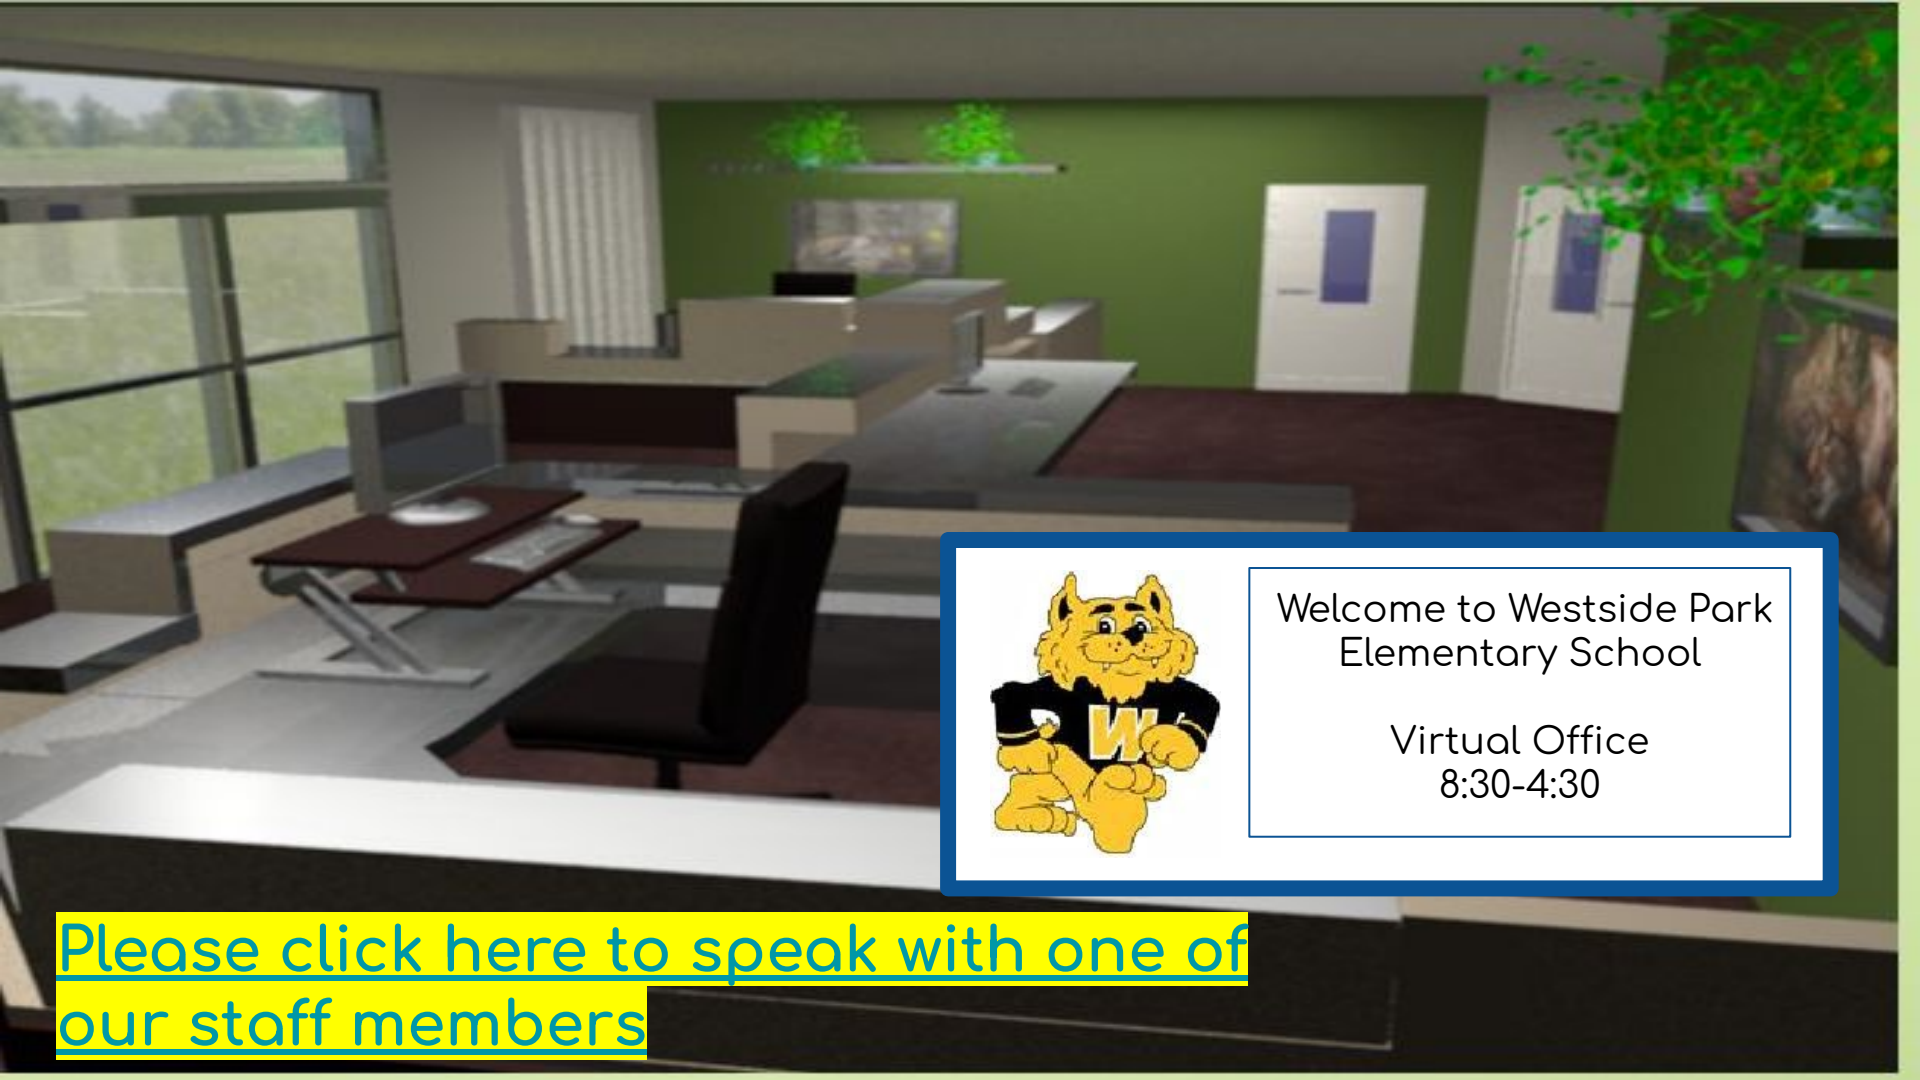 W
Welcome to Westside Park
Elementary School
Virtual Office
8:30-4:30
Please click here to speak with one of
our staff members